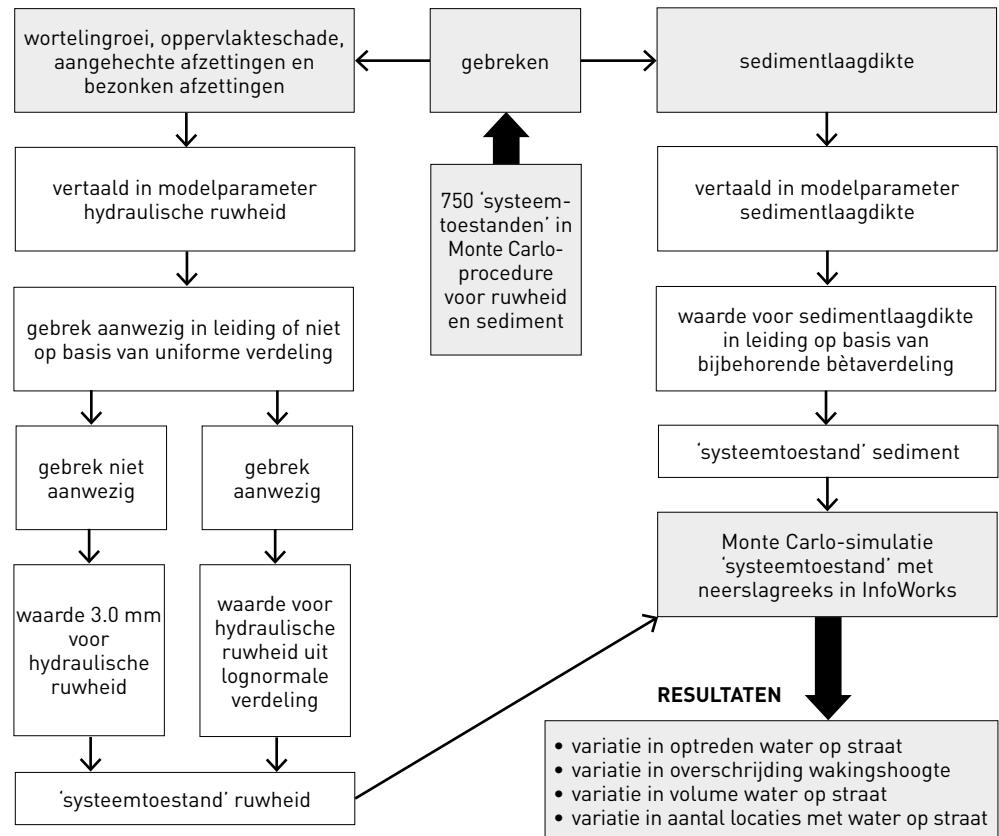 wortelingroei, oppervlakteschade,
aangehechte afzettingen en
bezonken afzettingen
gebreken
sedimentlaagdikte
vertaald in modelparameter
hydraulische ruwheid
750 ‘systeem-
toestanden’ in
Monte Carlo-
procedure
voor ruwheid
en sediment
vertaald in modelparameter
sedimentlaagdikte
gebrek aanwezig in leiding of niet
op basis van uniforme verdeling
waarde voor sedimentlaagdikte
in leiding op basis van
bijbehorende bètaverdeling
gebrek niet
aanwezig
gebrek
aanwezig
‘systeemtoestand’ sediment
waarde 3.0 mm
voor
hydraulische
ruwheid
waarde voor
hydraulische
ruwheid uit
lognormale
verdeling
Monte Carlo-simulatie
‘systeemtoestand’ met
neerslagreeks in InfoWorks
‘systeemtoestand’ ruwheid
RESULTATEN
• variatie in optreden water op straat
• variatie in overschrijding wakingshoogte
• variatie in volume water op straat
• variatie in aantal locaties met water op straat